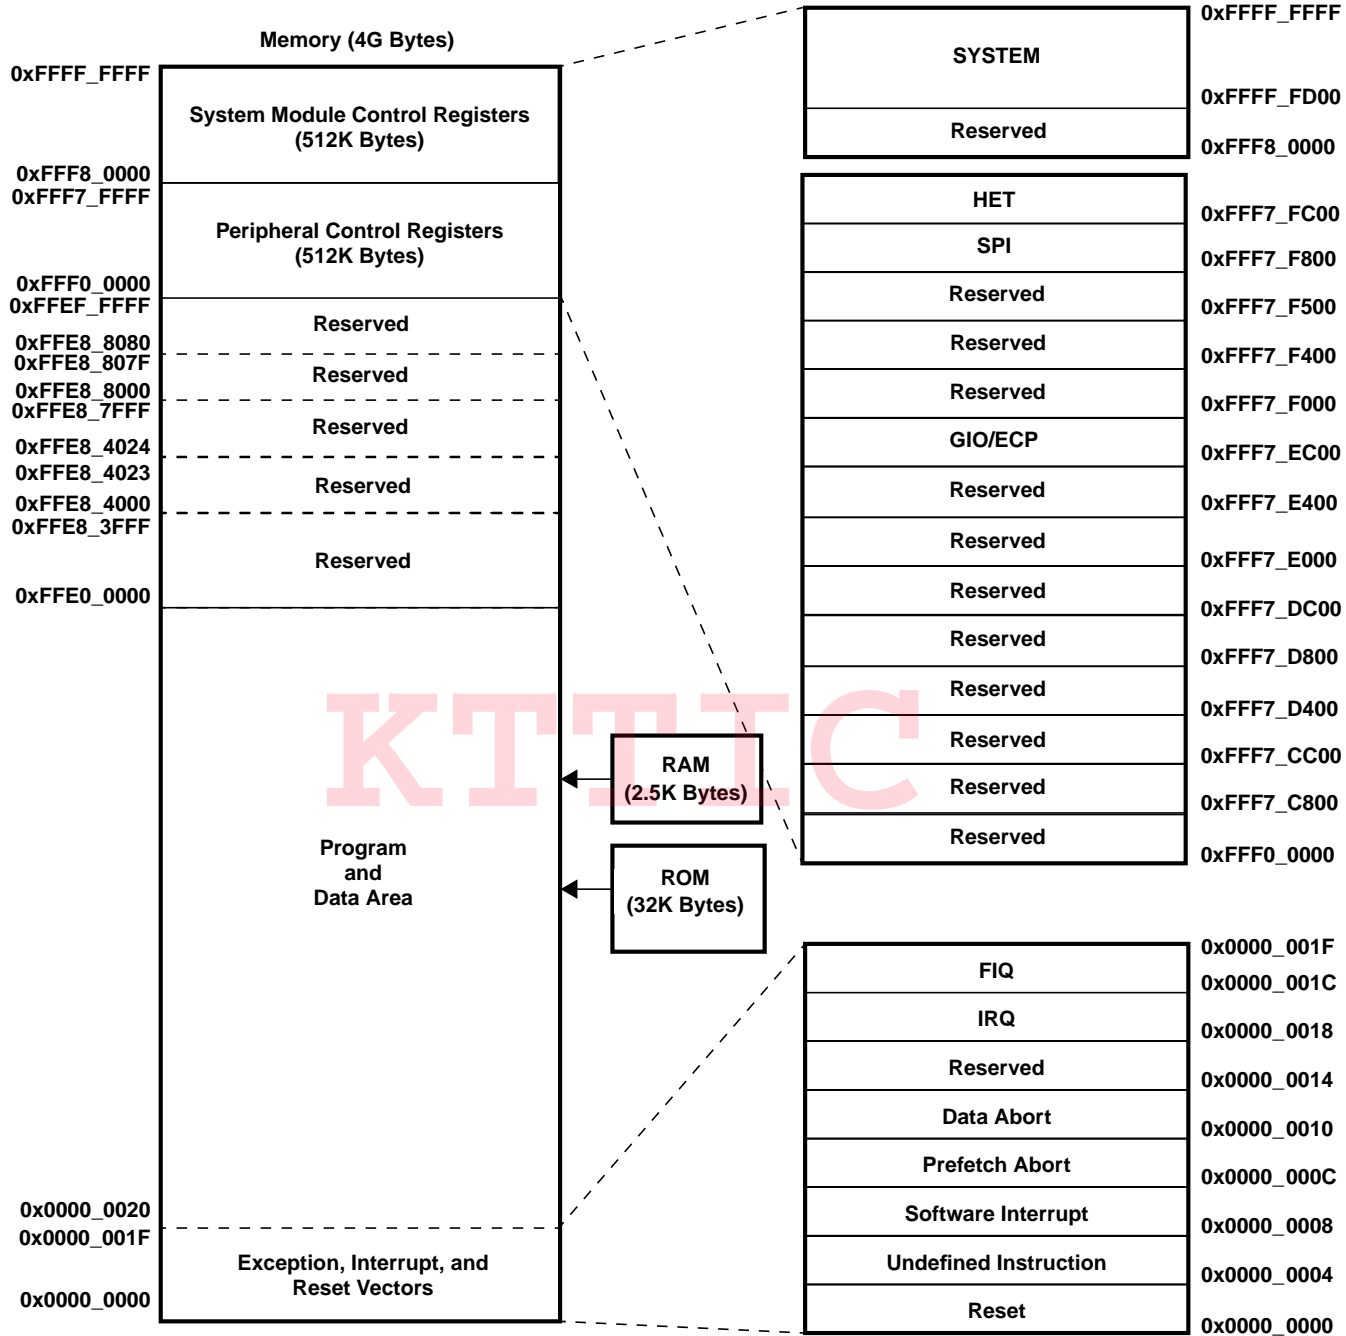 Memory (4G Bytes)
0xFFFF_FFFF
System Module Control Registers
(512K Bytes)
0xFFF8_0000
0xFFF7_FFFF
Peripheral Control Registers
(512K Bytes)
0xFFF0_0000
0xFFEF_FFFF
Reserved
0xFFE8_8080
0xFFE8_807F
Reserved
0xFFE8_8000
0xFFE8_7FFF
Reserved
0xFFE8_4024
0xFFE8_4023
Reserved
0xFFE8_4000
0xFFE8_3FFF
Reserved
0xFFE0_0000
Program
and
Data Area
RAM
(2.5K Bytes)
ROM
(32K Bytes)
0x0000_0020
0x0000_001F
Exception, Interrupt, and
Reset Vectors
0x0000_0000
0xFFFF_FFFF
SYSTEM
0xFFFF_FD00
Reserved
0xFFF8_0000
HET
0xFFF7_FC00
SPI
0xFFF7_F800
Reserved
0xFFF7_F500
Reserved
0xFFF7_F400
Reserved
0xFFF7_F000
GIO/ECP
0xFFF7_EC00
Reserved
0xFFF7_E400
Reserved
0xFFF7_E000
Reserved
0xFFF7_DC00
Reserved
0xFFF7_D800
Reserved
0xFFF7_D400
Reserved
0xFFF7_CC00
Reserved
0xFFF7_C800
Reserved
0xFFF0_0000
0x0000_001F
FIQ
0x0000_001C
IRQ
0x0000_0018
Reserved
0x0000_0014
Data Abort
0x0000_0010
Prefetch Abort
0x0000_000C
Software Interrupt
0x0000_0008
Undefined Instruction
0x0000_0004
Reset
0x0000_0000
KTTIC